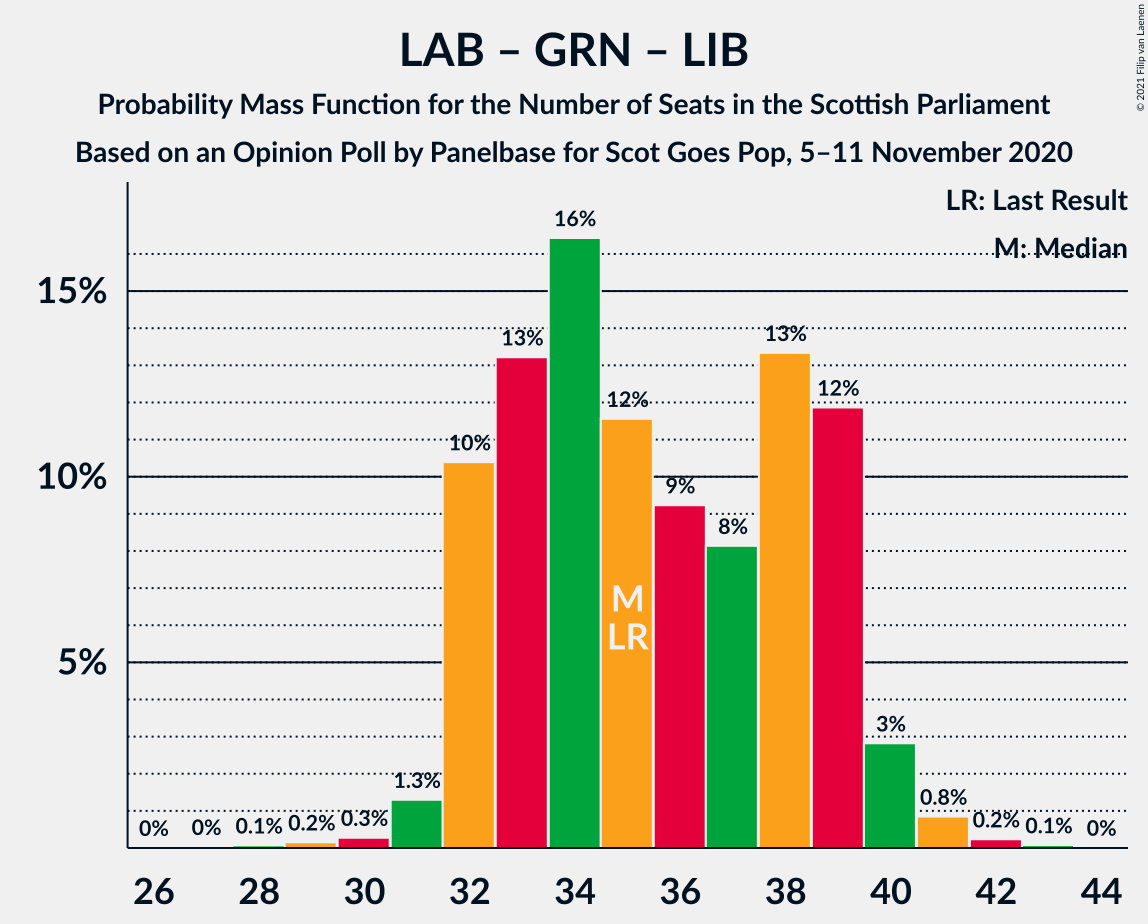 LAB – GRN – LIB
Probability Mass Function for the Number of Seats in the Scottish Parliament
Based on an Opinion Poll by Panelbase for Scot Goes Pop, 5–11 November 2020
© 2021 Filip van Laenen
LR: Last Result
M: Median
15%
10%
5%
0%
0%
0.1%
0.2%
0.3%
1.3%
10%
13%
16%
12%
9%
8%
13%
12%
3%
0.8%
0.2%
0.1%
0%
M
LR
26 28 30 32 34 36 38 40 42 44